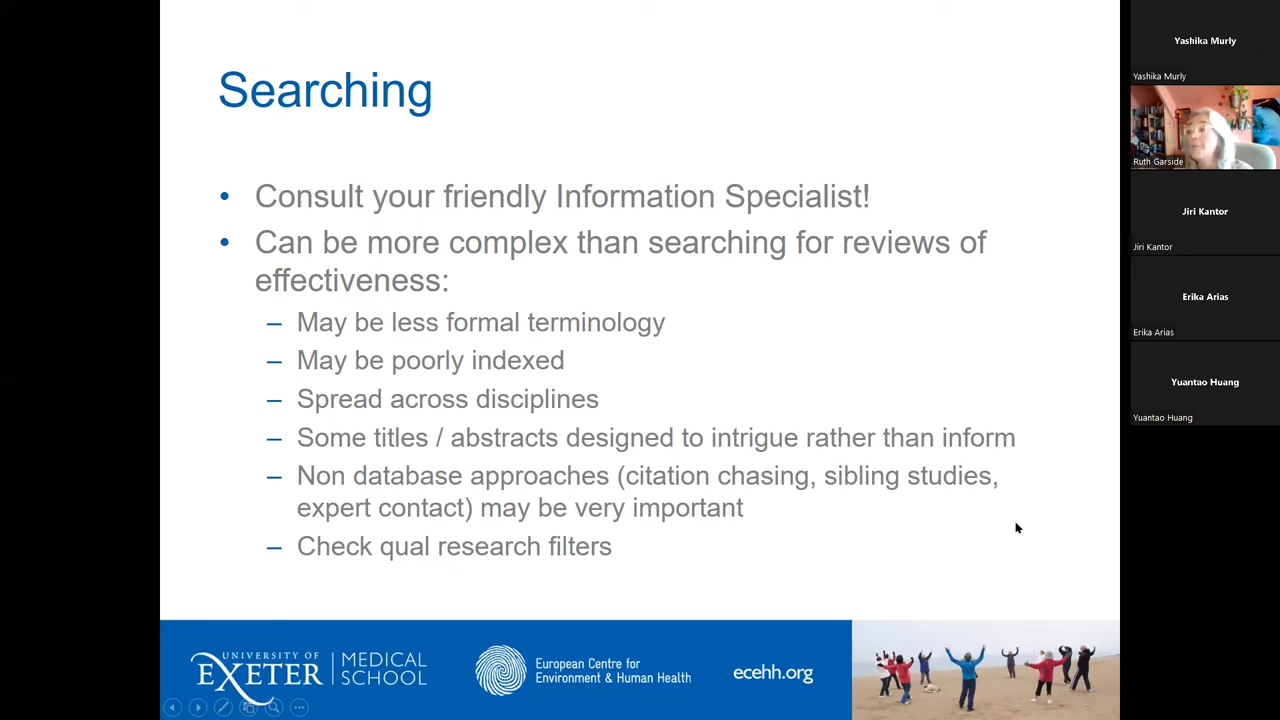 Searching
• Consult your friendly Information Specialist!
• Can be more complex than searching for reviews of
effectiveness:
– May be less formal terminology
– May be poorly indexed
– Spread across disciplines
– Some titles / abstracts designed to intrigue rather than inform
– Non database approaches (citation chasing, sibling studies,
expert contact) may be very important
– Check qual research filters
UNIVERSITY OF
EXETER
MEDICAL
SCHOOL
European Centre for
Environment & Human Health
ecehh.org
Yashika Murly
Yashika Murly
Ruth Garside
Jiri Kantor
Jiri Kantor
Erika Arias
Erika Arias
Yuantao Huang
Yuantao Huang